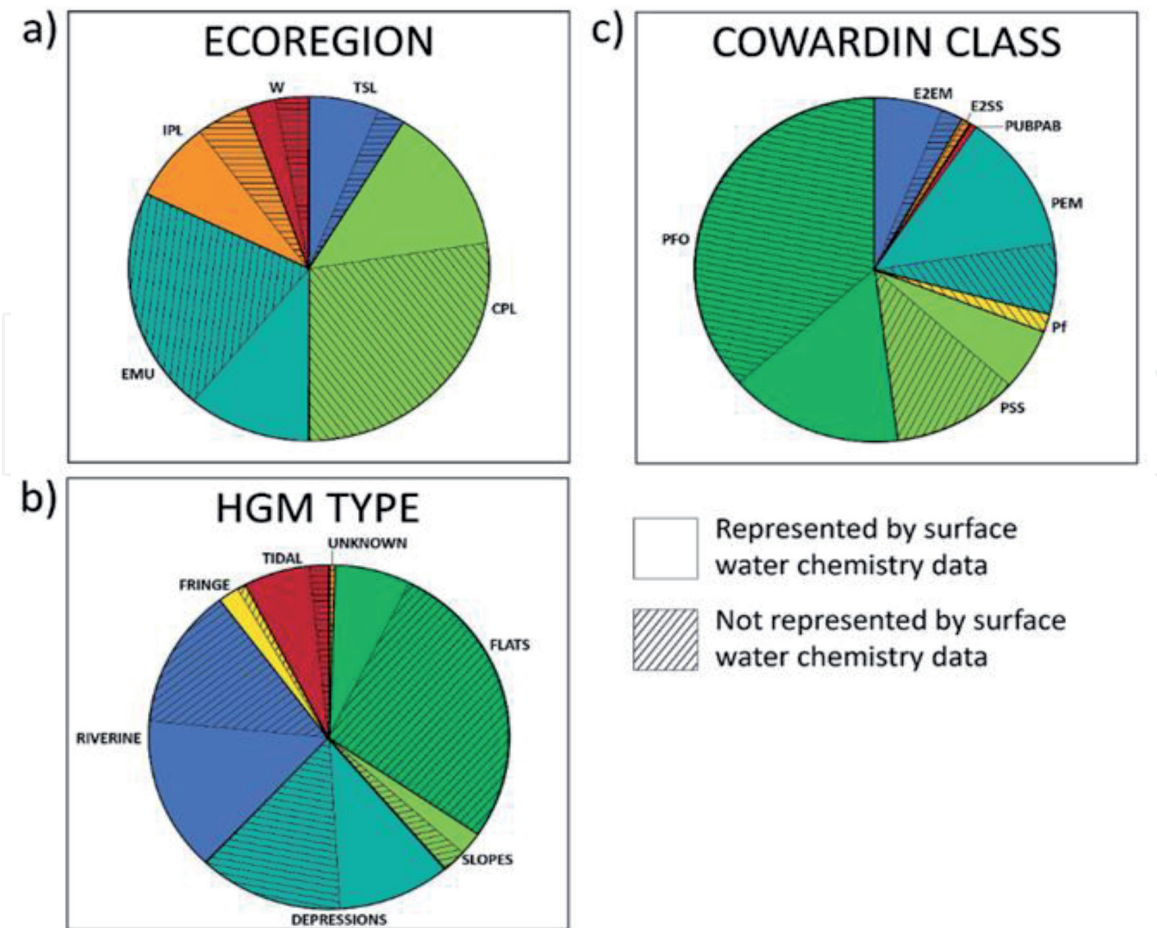 a)
ECOREGION
W
TSL
IPL
CPL
EMU
c)
COWARDIN CLASS
E2EM
E2SS
PUBPAB
PEM
PFO
Pf
PSS
b)
HGM TYPE
UNKNOWN
TIDAL
FRINGE
FLATS
RIVERINE
SLOPES
DEPRESSIONS
Represented by surface
water chemistry data
Not represented by surface
water chemistry data